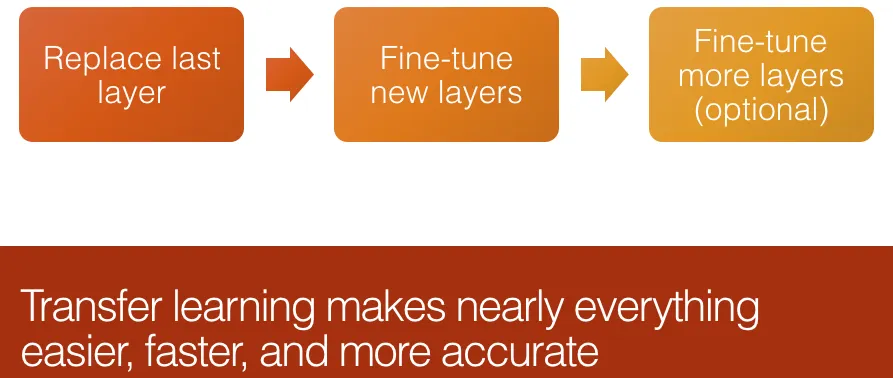 Replace last
layer
Fine-tune
new layers
Fine-tune
more layers
(optional)
Transfer learning makes nearly everything
easier, faster, and more accurate